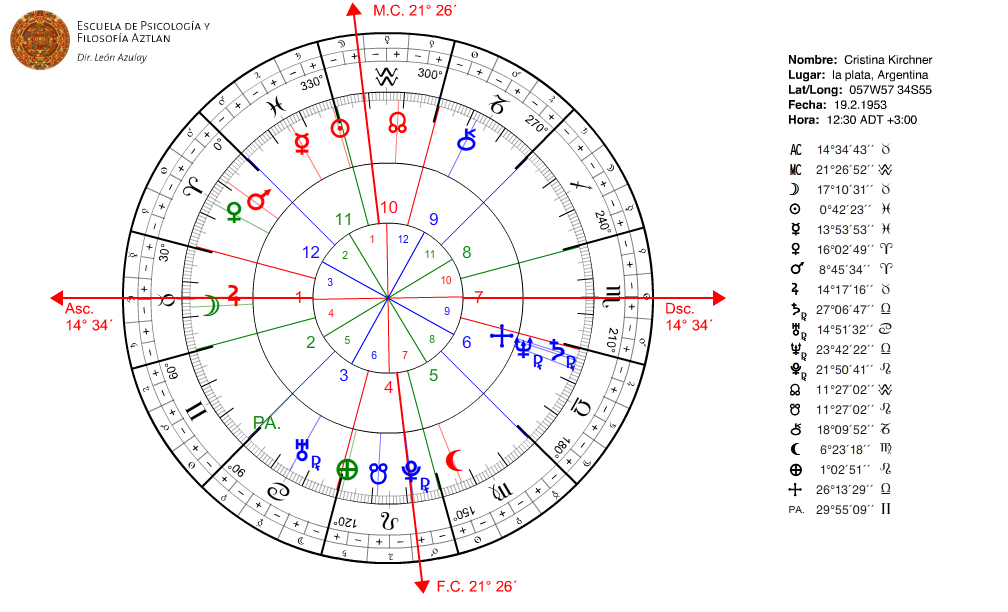 ESCUELA DE PSICOLOGÍA Y
FILOSOFÍA AZTLAN
Dir. León Azulay
M.C. 21° 26´
Nombre: Cristina Kirchner
Lugar: la plata, Argentina
Lat/Long: 057W57 34S55
Fecha: 19.2.1953
Hora: 12:30 ADT +3:00
AC 14°34´43´´ ♉
MC 21°26´52´´ ♒
☽ 17°10´31´´ ♉
☉ 0°42´23´´ ♓
☿ 13°53´53´´ ♓
♀ 16°02´49´´ ♈
♂ 8°45´34´´ ♈
♃ 14°17´16´´ ♉
♄℞ 27°06´47´´ ♎
♅℞ 14°51´32´´ ♋
♆℞ 23°42´22´´ ♎
♇℞ 21°50´41´´ ♌
☊ 11°27´02´´ ♒
☋ 11°27´02´´ ♌
⚷ 18°09´52´´ ♑
⚸ 6°23´18´´ ♍
⊕ 1°02´51´´ ♌
☩ 26°13´29´´ ♎
PA. 29°55´09´´ ♊
330° 300°
270°
0°
240°
30°
210°
60°
180°
90°
150°
120°
Asc.
14° 34´
Dsc.
14° 34´
10
11 9
12 8
1 7
2 6
3 5
4
1 12
2 11
3 10
4 9
5 8
6 7
PA.
F.C. 21° 26´